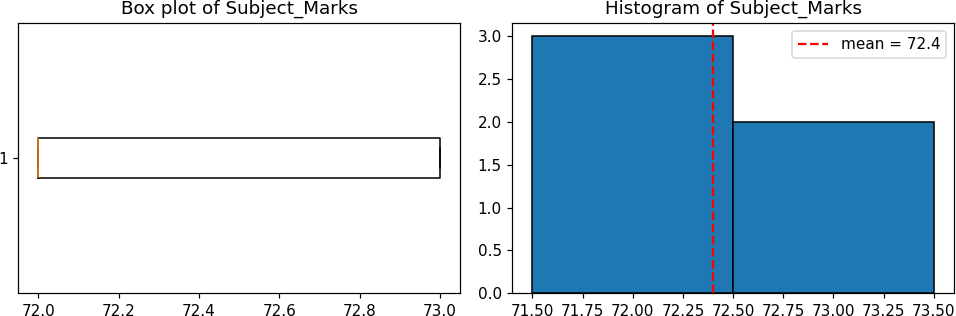 Box plot of Subject_Marks
1
72.0 72.2 72.4 72.6 72.8 73.0
Histogram of Subject_Marks
mean = 72.4
3.0
2.5
2.0
1.5
1.0
0.5
0.0
71.50 71.75 72.00 72.25 72.50 72.75 73.00 73.25 73.50